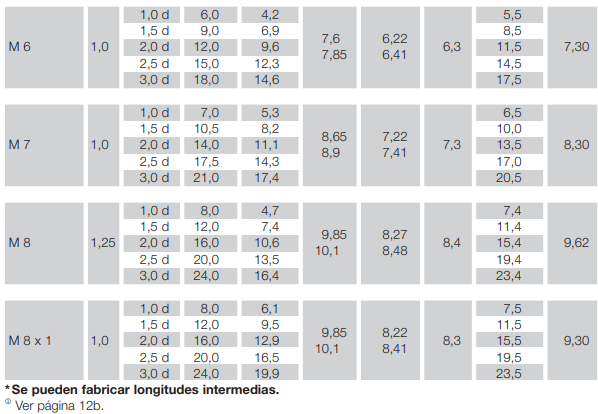 1,0 d 6,0 4,2 5,5
1,5 d 9,0 6,9 8,5
M 6 1,0 2,0 d 12,0 9,6 7,6 7,85 6,22 6,41 6,3 11,5 7,30
2,5 d 15,0 12,3 14,5
3,0 d 18,0 14,6 17,5
1,0 d 7,0 5,3 6,5
1,5 d 10,5 8,2 10,0
M 7 1,0 2,0 d 14,0 11,1 8,65 8,9 7,22 7,41 7,3 13,5 8,30
2,5 d 17,5 14,3 17,0
3,0 d 21,0 17,4 20,5
1,0 d 8,0 4,7 7,4
1,5 d 12,0 7,4 11,4
M 8 1,25 2,0 d 16,0 10,6 9,85 10,1 8,27 8,48 8,4 15,4 9,62
2,5 d 20,0 13,5 19,4
3,0 d 24,0 16,4 23,4
1,0 d 8,0 6,1 7,5
1,5 d 12,0 9,5 11,5
M 8 x 1 1,0 2,0 d 16,0 12,9 9,85 10,1 8,22 8,41 8,3 15,5 9,30
2,5 d 20,0 16,5 19,5
3,0 d 24,0 19,9 23,5
* Se pueden fabricar longitudes intermedias.
Ver página 12b.